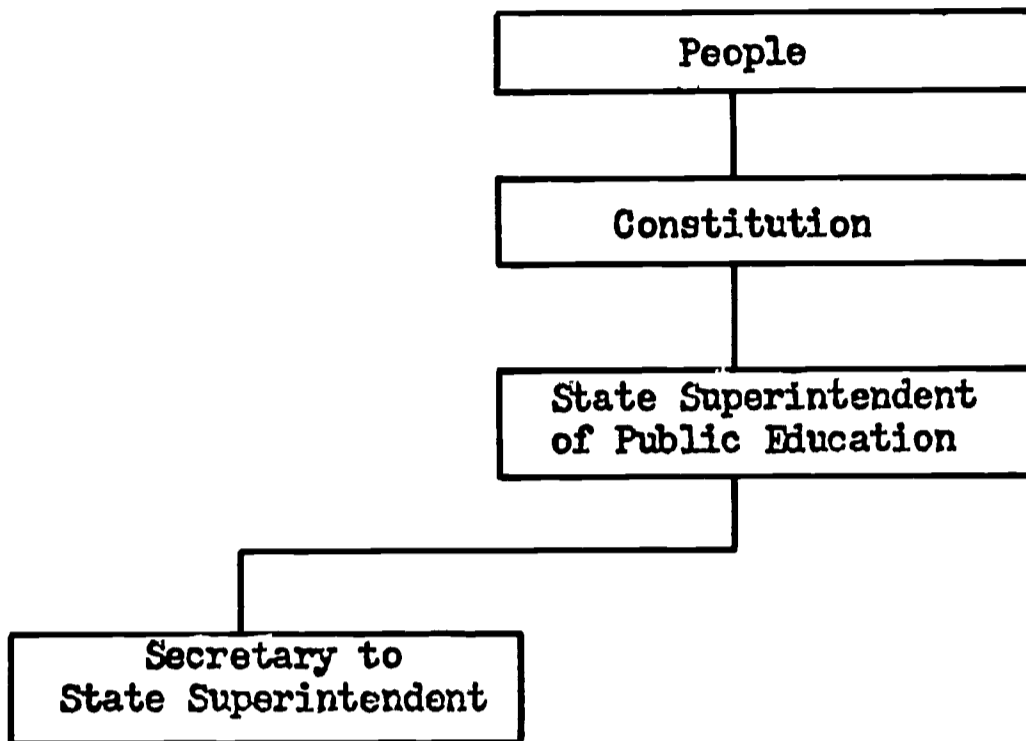 People
Constitution
State Superintendent
of Public Education
Secretary to
State Superintendent